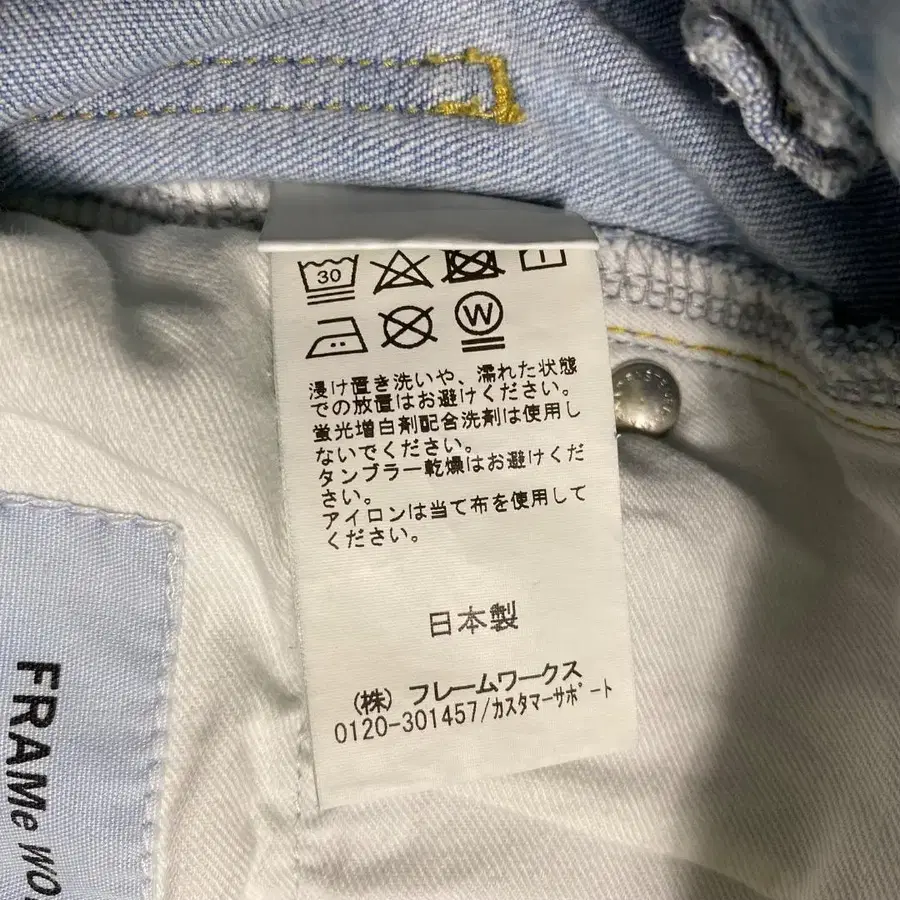 30
W
浸け置き洗いや、濡れた状態
での放置はお避けください。
蛍光増白剤配合洗剤は使用し
ないでください。
タンブラー乾燥はお避けくだ
さい。
アイロンは当て布を使用して
ください。
日本製
(株) フレームワークス
0120-301457/カスタマーサポート
FRAMe WO